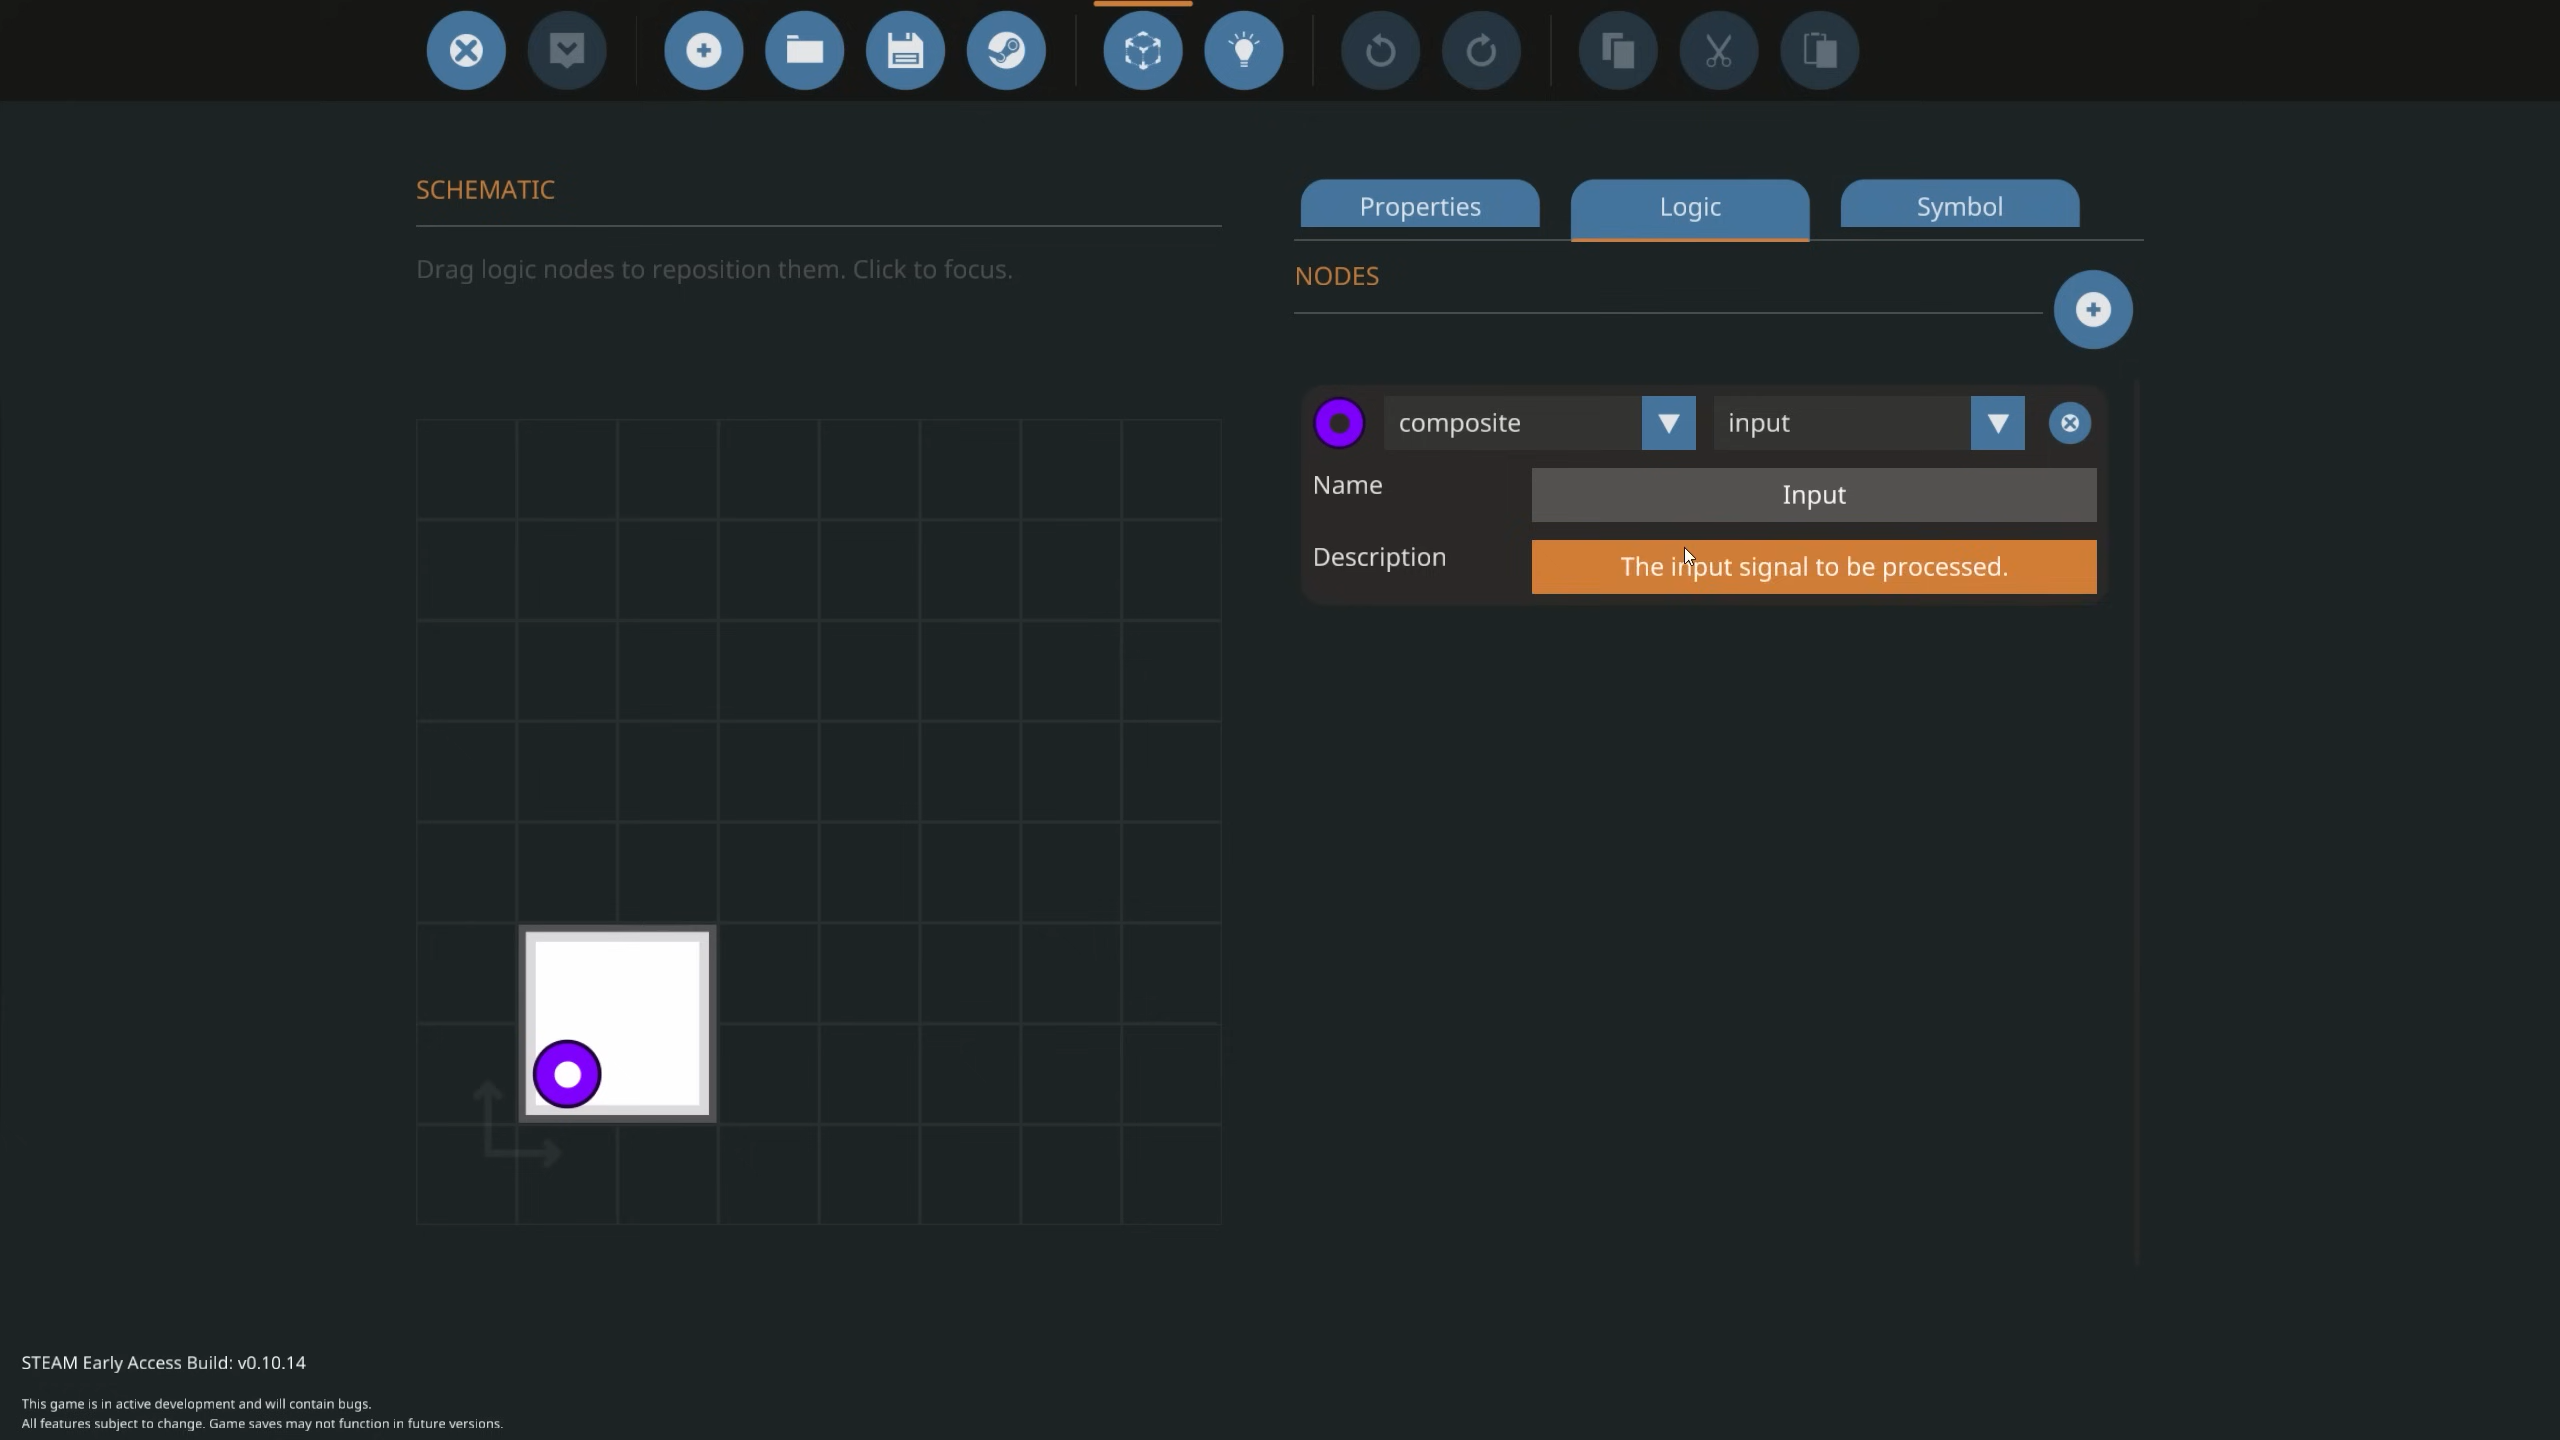 SCHEMATIC
Drag logic nodes to reposition them. Click to focus.
Properties
Logic
Symbol
NODES
composite
input
Name
Input
Description
The input signal to be processed.
STEAM Early Access Build: v0.10.14
This game is in active development and will contain bugs.
All features subject to change. Game saves may not function in future versions.